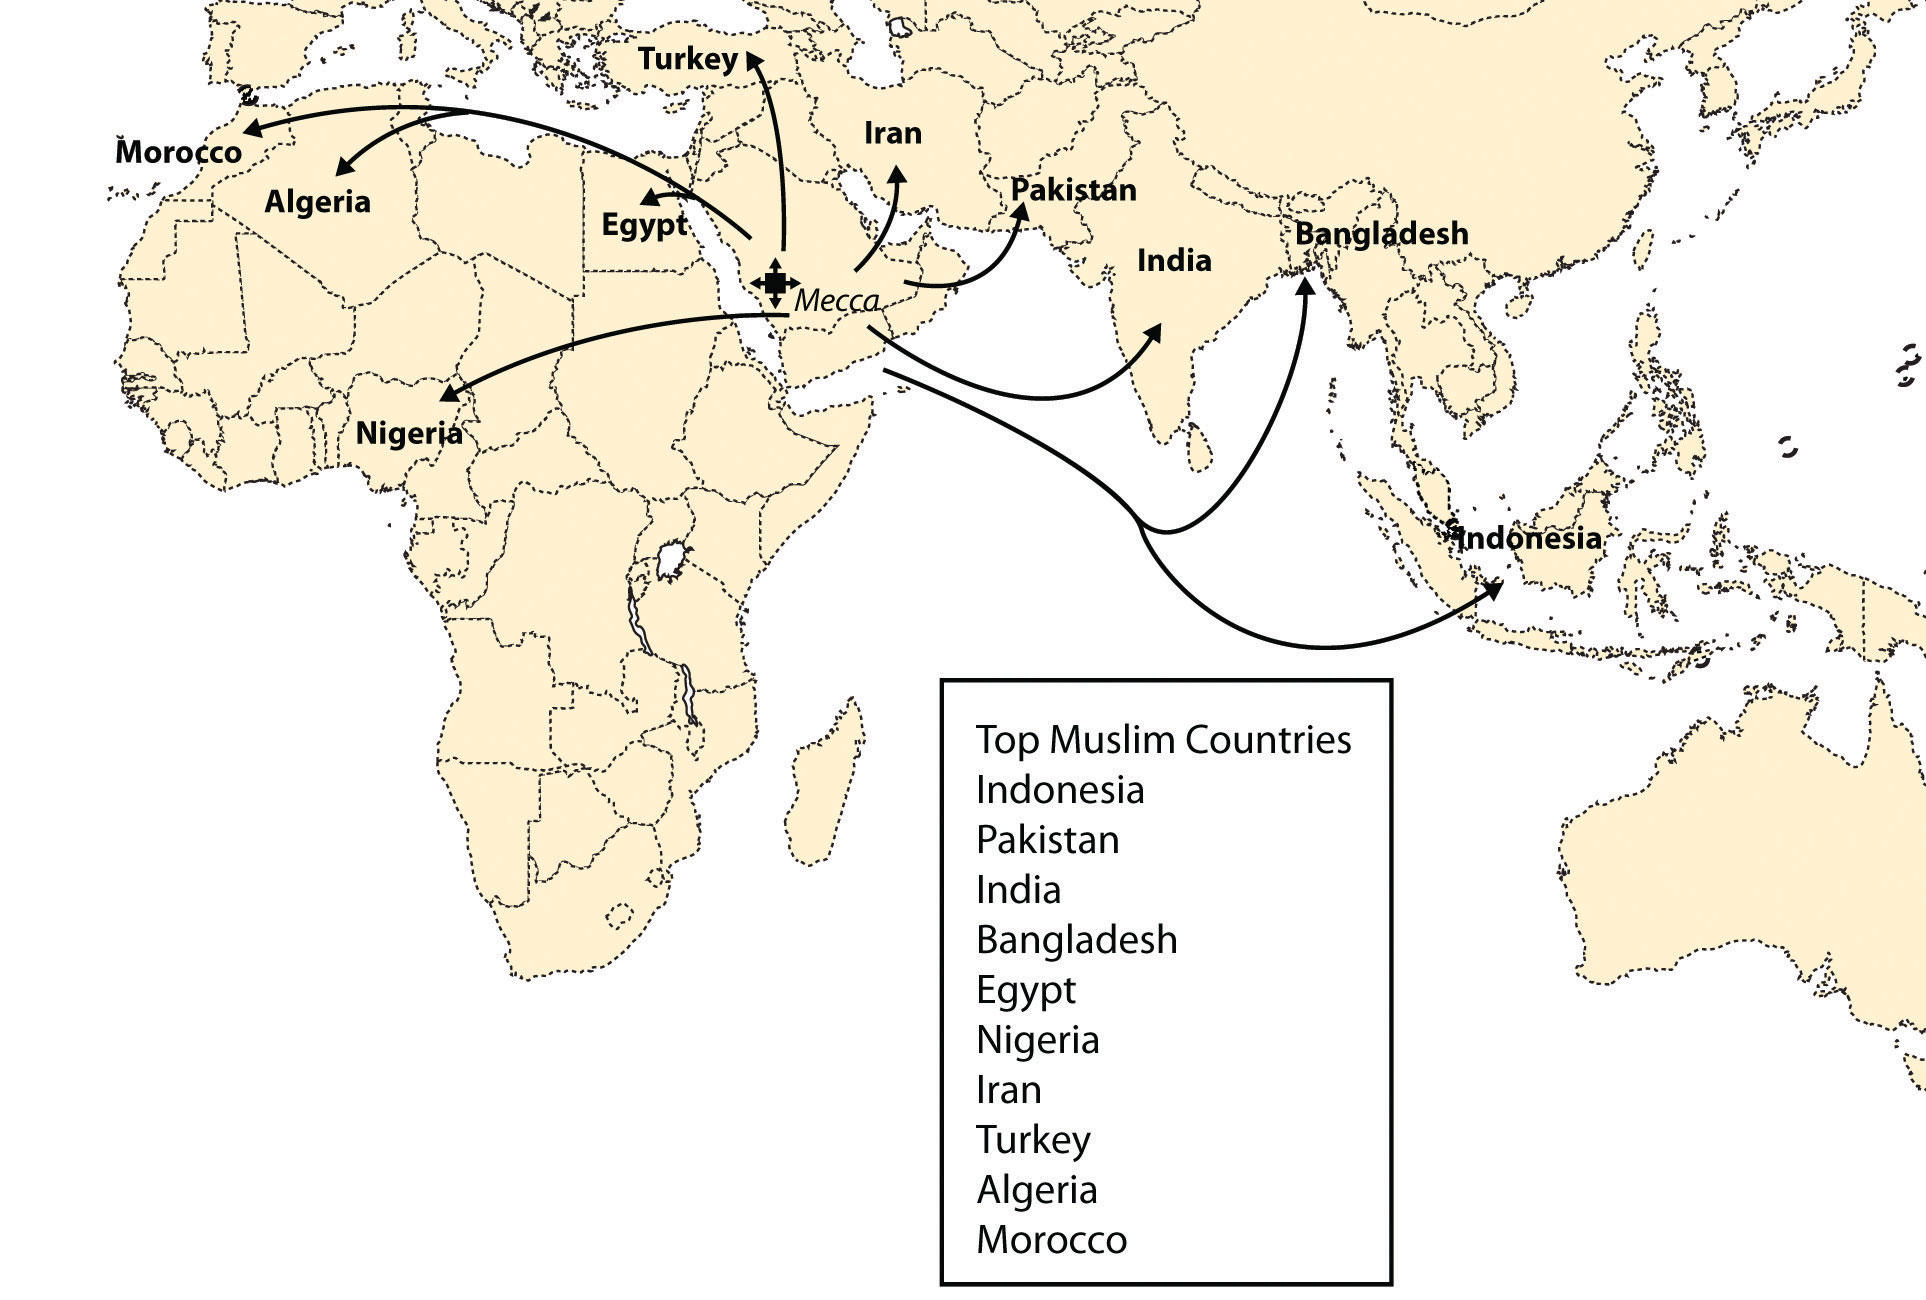 Turkey
Iran
Morocco
Pakistan
Algeria
Egypt
Bangladesh
India
Mecca
Nigeria
Indonesia
Top Muslim Countries
Indonesia
Pakistan
India
Bangladesh
Egypt
Nigeria
Iran
Turkey
Algeria
Morocco